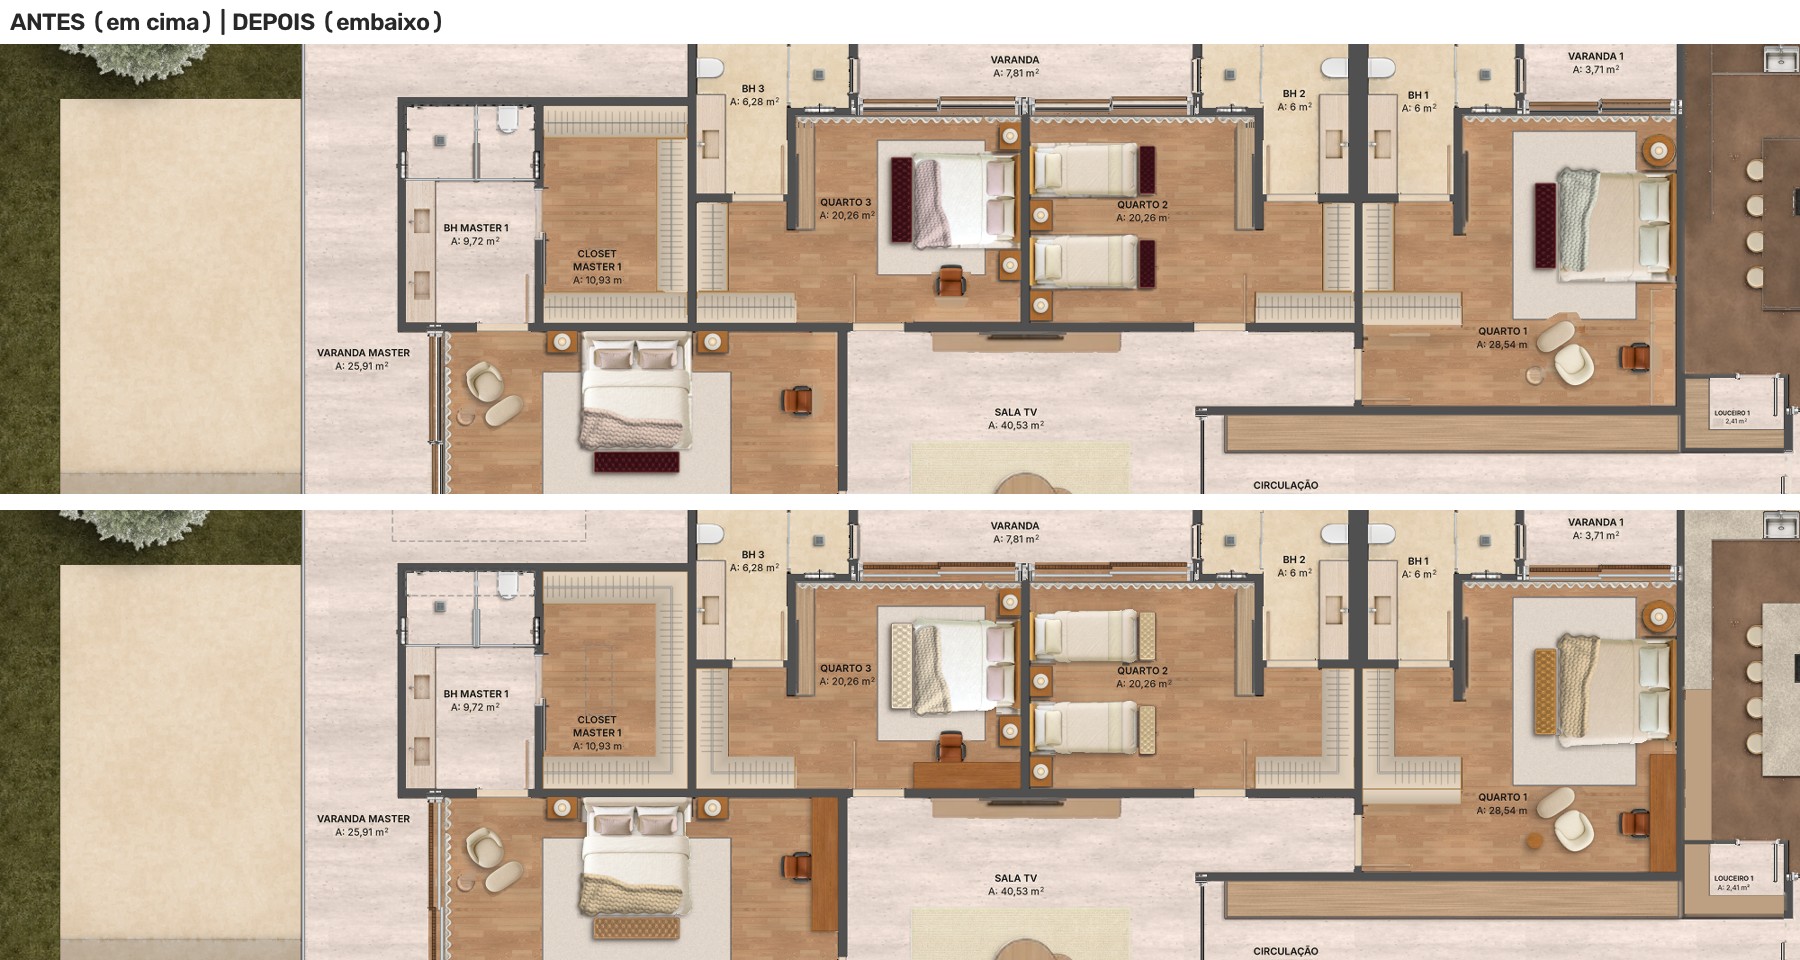 ANTES (em cima) | DEPOIS (embaixo)
VARANDA
A: 7,81 m²
VARANDA 1
A: 3,71 m²
BH 3
A: 6,28 m²
BH 2
A: 6 m²
BH 1
A: 6 m²
QUARTO 3
A: 20,26 m²
QUARTO 2
A: 20,26 m
BH MASTER 1
A: 9,72 m²
CLOSET
MASTER 1
A: 10,93 m
QUARTO 1
A: 28,54 m
VARANDA MASTER
A: 25,91 m²
SALA TV
A: 40,53 m²
LOUCEIRO 1
2,41 m²
CIRCULAÇÃO
VARANDA
A: 7,81 m²
VARANDA 1
A: 3,71 m²
BH 3
A: 6,28 m²
BH 2
A: 6 m²
BH 1
A: 6 m²
QUARTO 3
A: 20,26 m²
QUARTO 2
A: 20,26 m²
BH MASTER 1
A: 9,72 m²
CLOSET
MASTER 1
A: 10,93 m
QUARTO 1
A: 28,54 m
VARANDA MASTER
A: 25,91 m²
SALA TV
A: 40,53 m²
LOUCEIRO 1
A: 2,41 m²
CIRCULAÇÃO